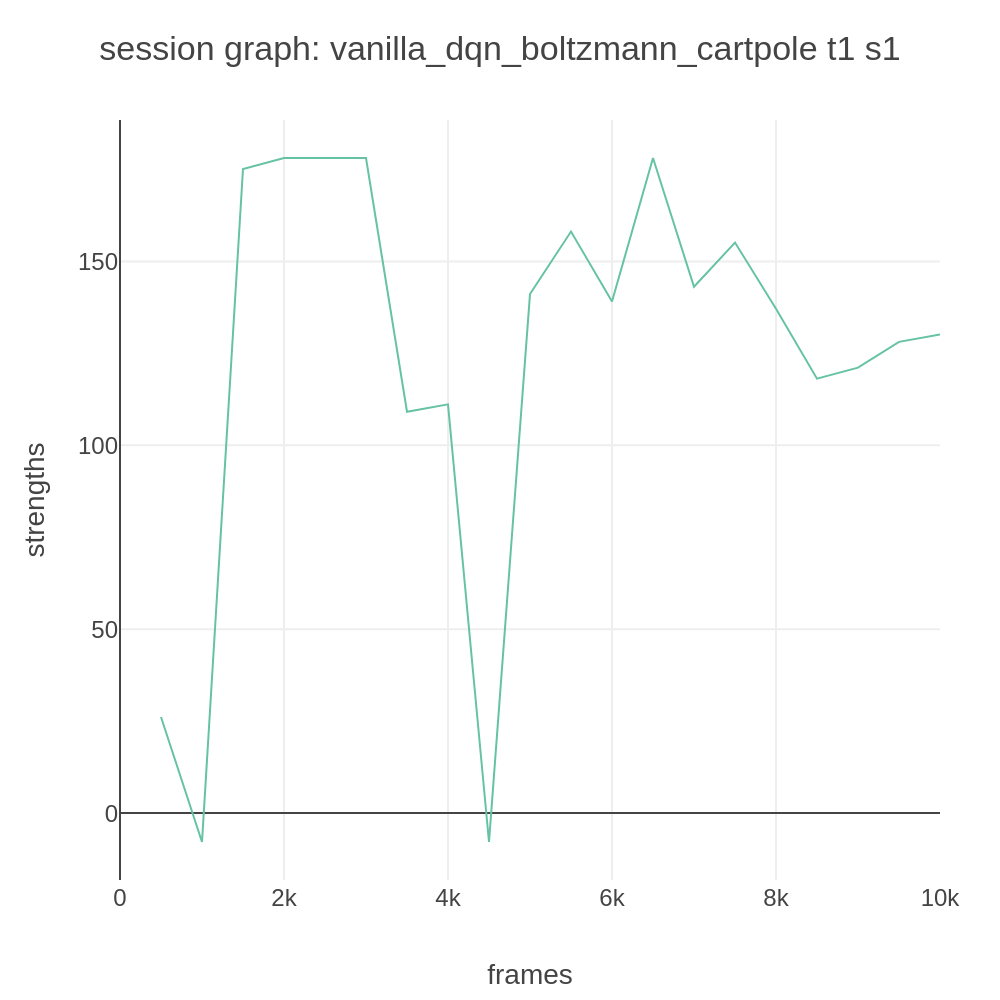 session graph: vanilla_dqn_boltzmann_cartpole t1 s1
strengths
150
100
50
0
0
2k
4k
6k
8k
10k
frames